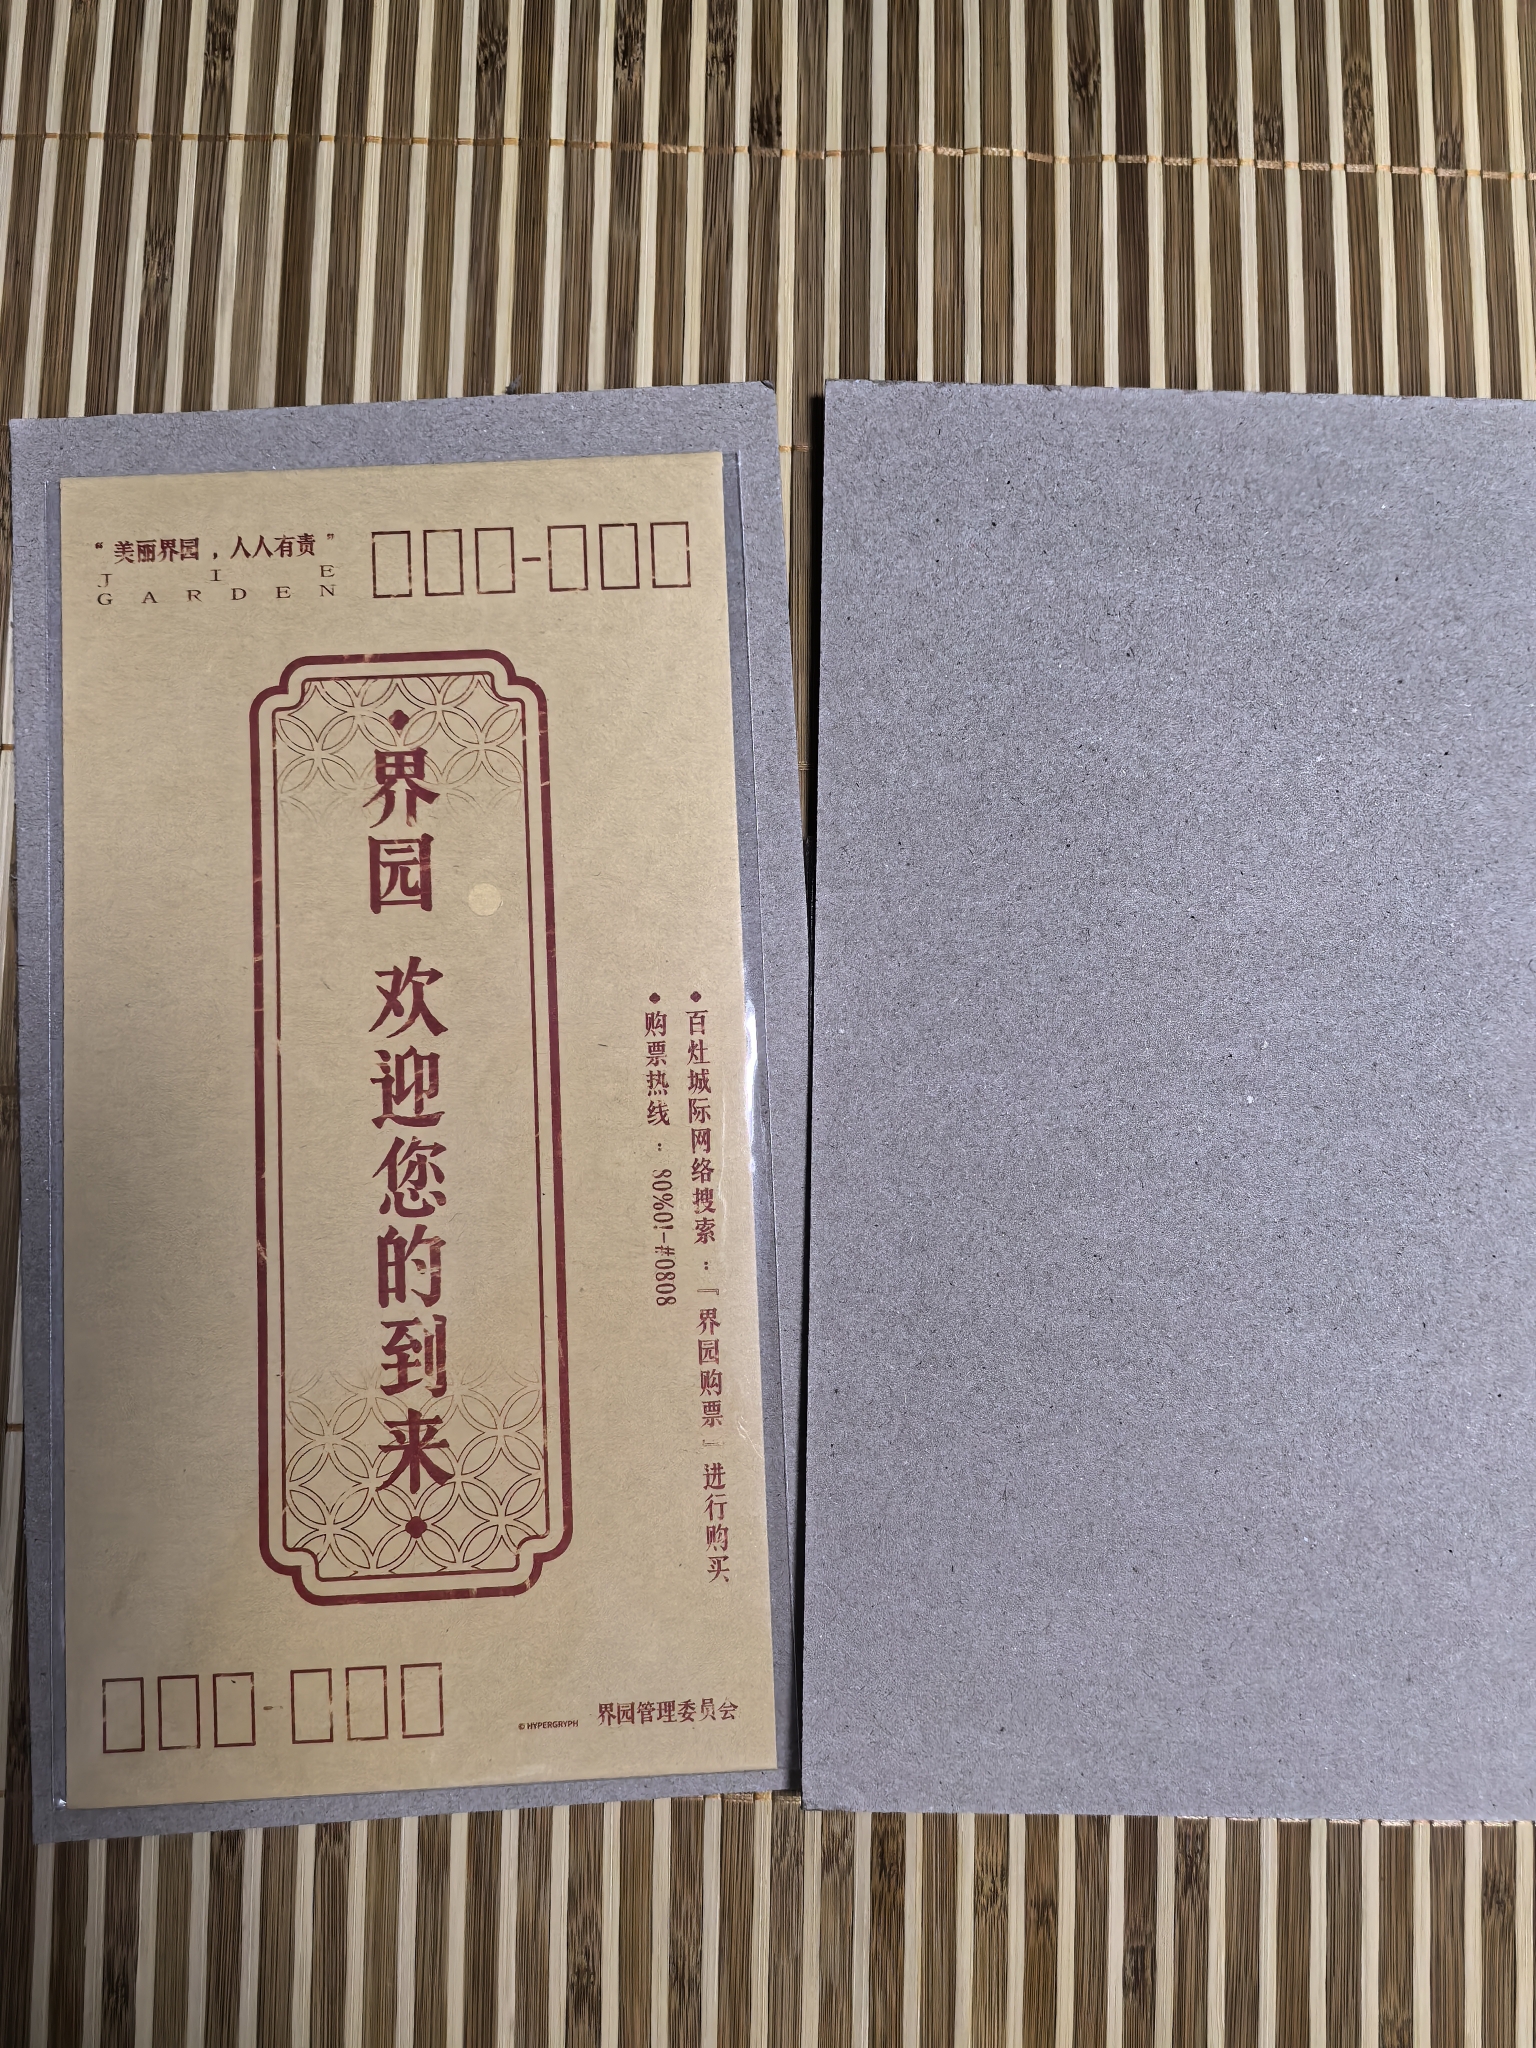 “美丽界园，人人有责”
JIE
GARDEN
界园 欢迎您的到来
百灶城际网络搜索：『界园购票』进行购买
购票热线：80%0!-#0808
© HYPERGRYPH
界园管理委员会